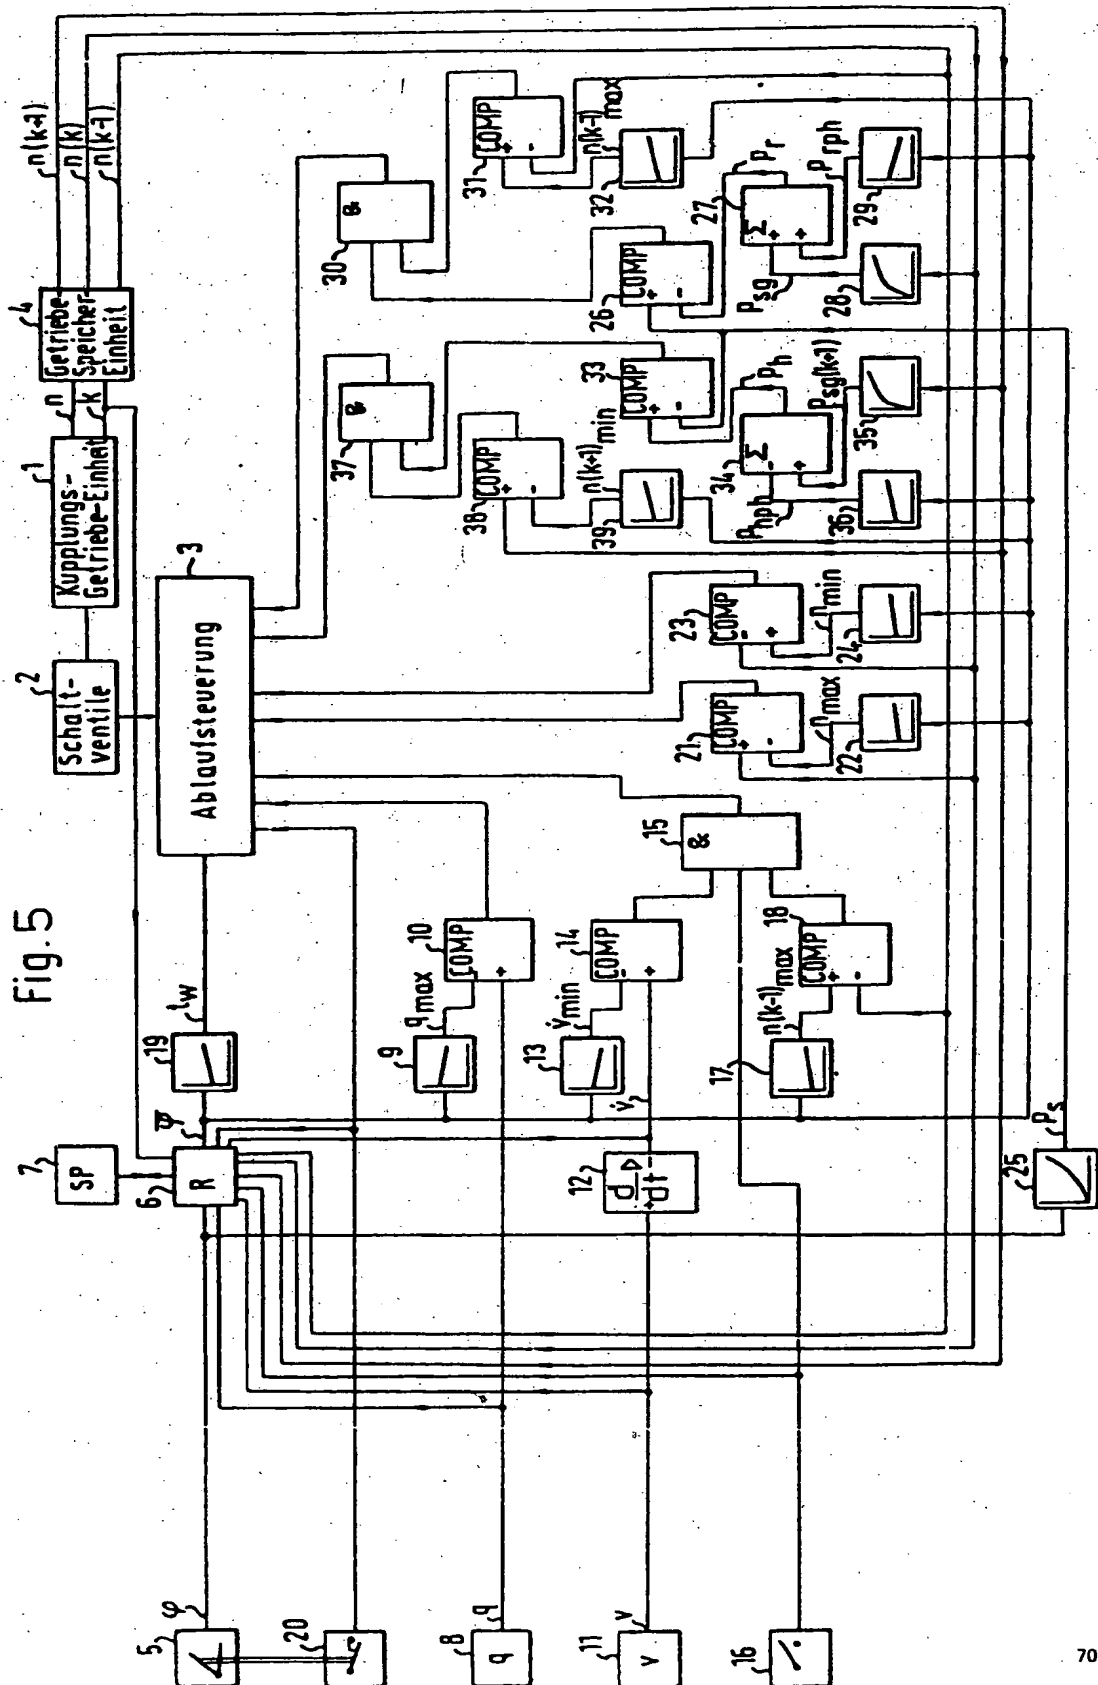 Fig. 5
n(k+1)
n(k)
n(k-1)
4
Getriebe-
Speicher-
Einheit
n
k
1
Kupplungs-
Getriebe-Einheit
2
Schalt-
ventile
3
Ablaufsteuerung
30
&
37
&
31
COMP
+
-
n(k-1)max
32
38
COMP
+
-
n(k+1)min
39
33
COMP
+
-
26
COMP
+
-
27
Σ
+
+
Pr
Prph
Psg
28
29
34
Σ
-
+
Ph
Psg(k+1)
Phph
35
36
23
COMP
-
+
nmin
24
21
COMP
+
-
nmax
22
15
&
10
COMP
-
+
qmax
9
14
COMP
-
+
v̇min
13
18
COMP
+
-
n(k-1)max
17
tw
19
φ̅
7
SP
6
R
12
d
dt
v̇
25
Ps
5
φ
20
8
q
q
11
v
v
16
70